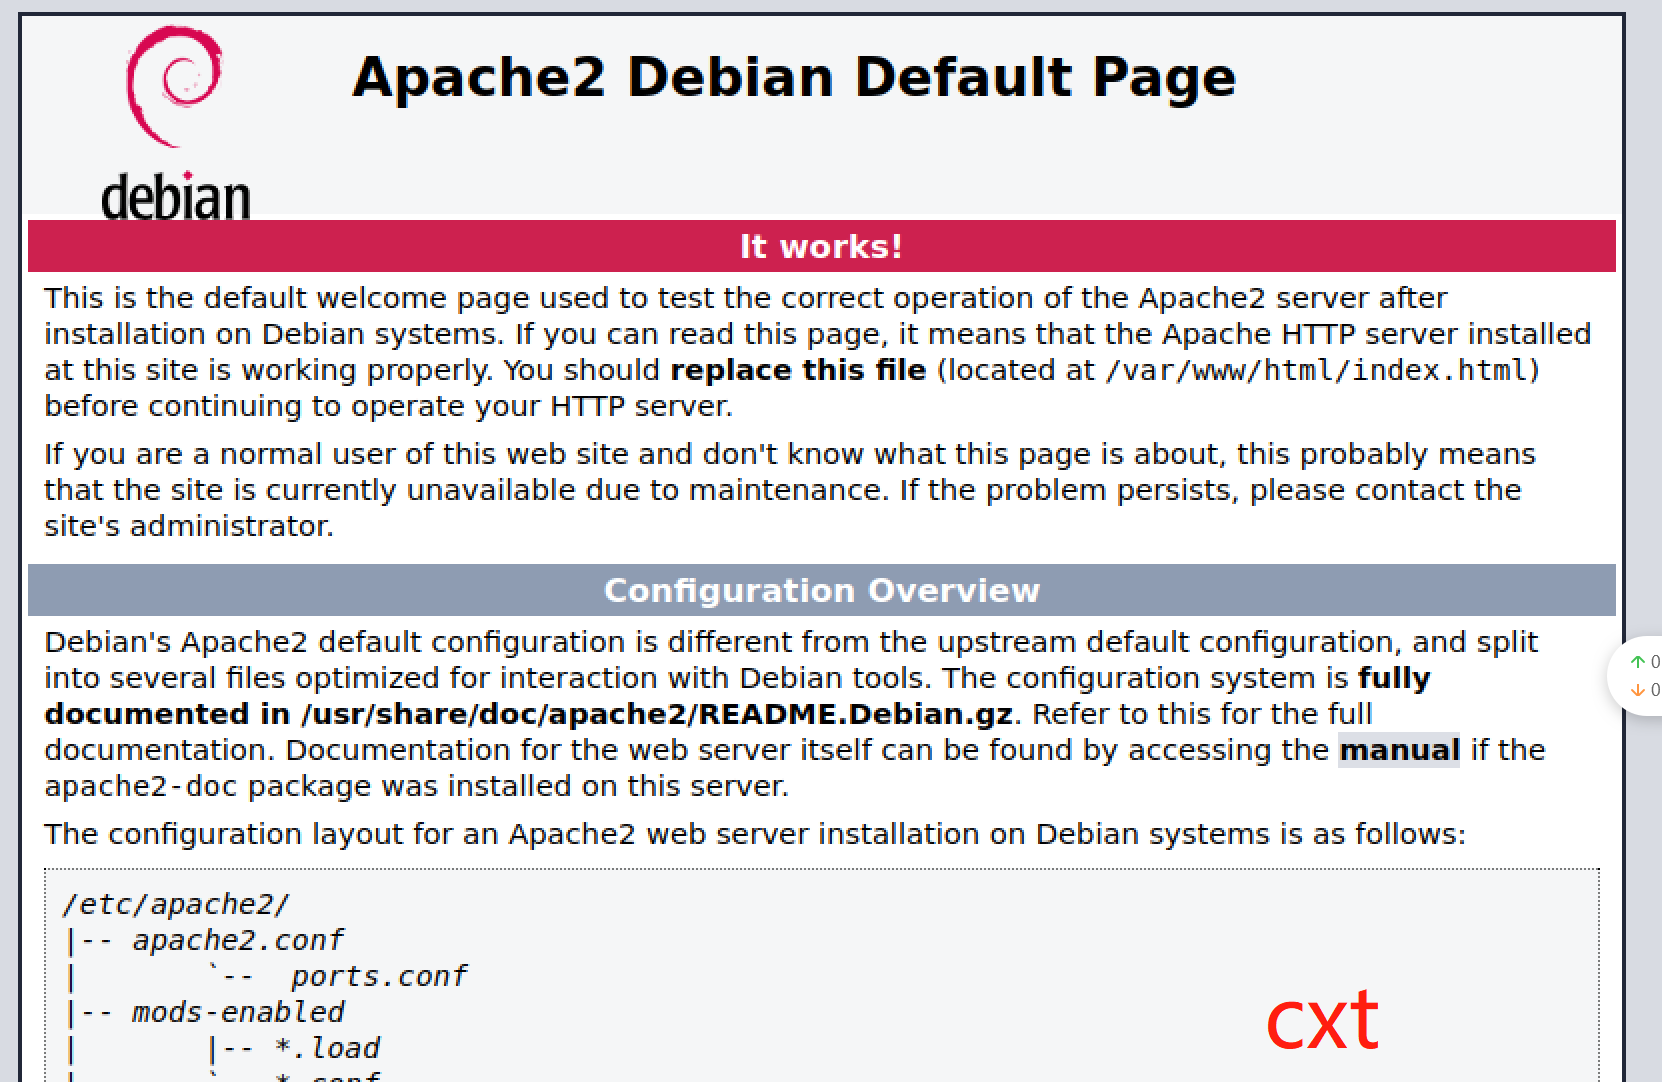 Apache2 Debian Default Page
debian
It works!
This is the default welcome page used to test the correct operation of the Apache2 server after
installation on Debian systems. If you can read this page, it means that the Apache HTTP server installed
at this site is working properly. You should replace this file (located at /var/www/html/index.html)
before continuing to operate your HTTP server.
If you are a normal user of this web site and don't know what this page is about, this probably means
that the site is currently unavailable due to maintenance. If the problem persists, please contact the
site's administrator.
Configuration Overview
Debian's Apache2 default configuration is different from the upstream default configuration, and split
into several files optimized for interaction with Debian tools. The configuration system is fully
documented in /usr/share/doc/apache2/README.Debian.gz. Refer to this for the full
documentation. Documentation for the web server itself can be found by accessing the manual if the
apache2-doc package was installed on this server.
The configuration layout for an Apache2 web server installation on Debian systems is as follows:
/etc/apache2/
|-- apache2.conf
|       `--  ports.conf
|-- mods-enabled
|       |-- *.load
|       `-- *.conf
cxt
↑ 0
↓ 0